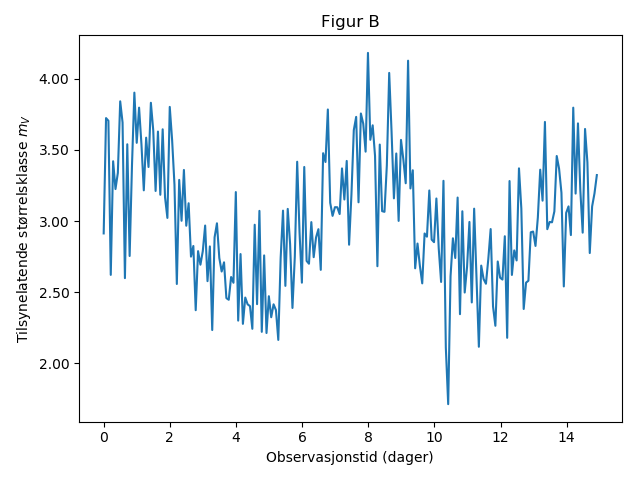 Figur B
Tilsynelatende størrelsklasse m_V
4.00
3.50
3.00
2.50
2.00
0 2 4 6 8 10 12 14
Observasjonstid (dager)